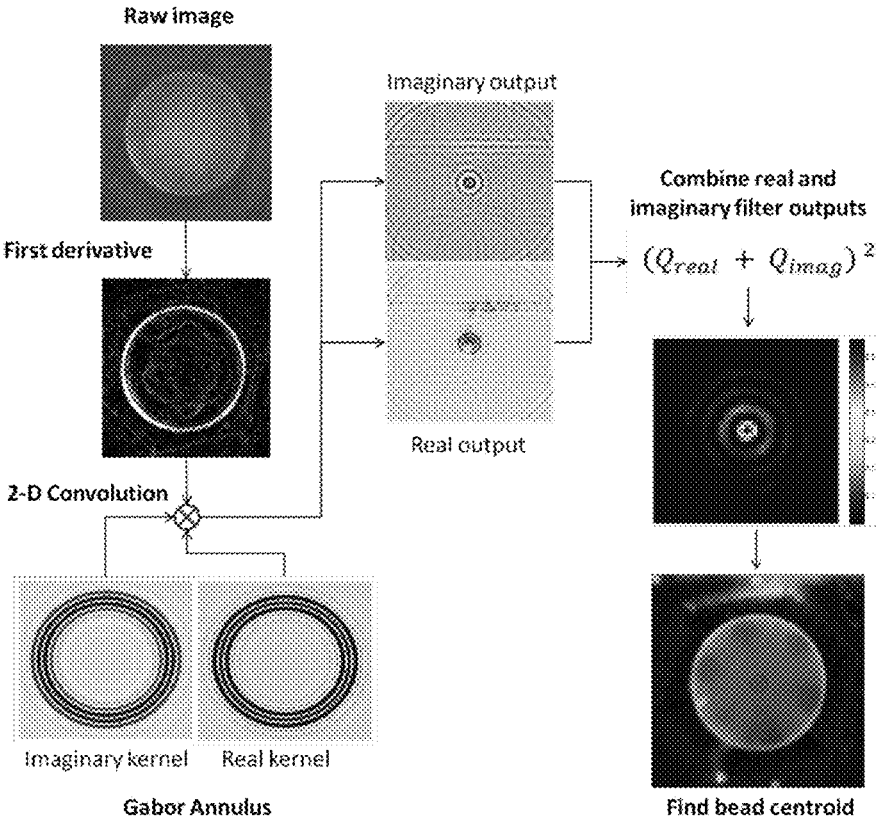 Raw image
First derivative
2-D Convolution
Imaginary kernel
Real kernel
Gabor Annulus
Imaginary output
Real output
Combine real and
imaginary filter outputs
(Q_real + Q_imag)²
Find bead centroid